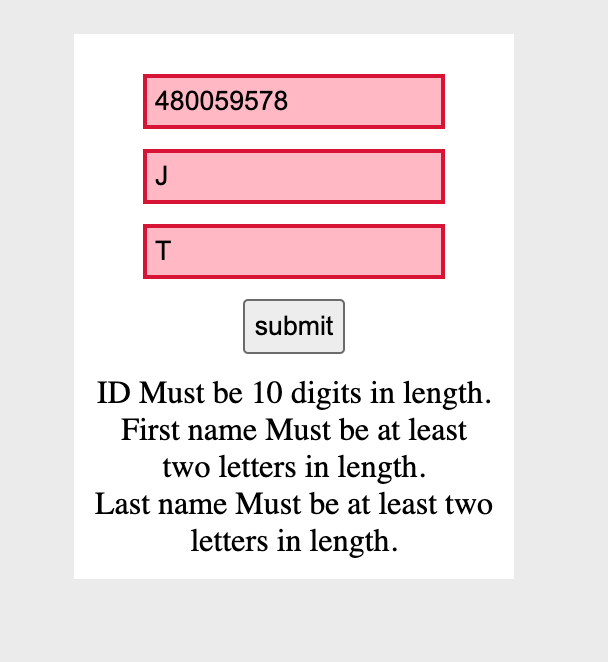 480059578
J
T
submit
ID Must be 10 digits in length.
First name Must be at least
two letters in length.
Last name Must be at least two
letters in length.